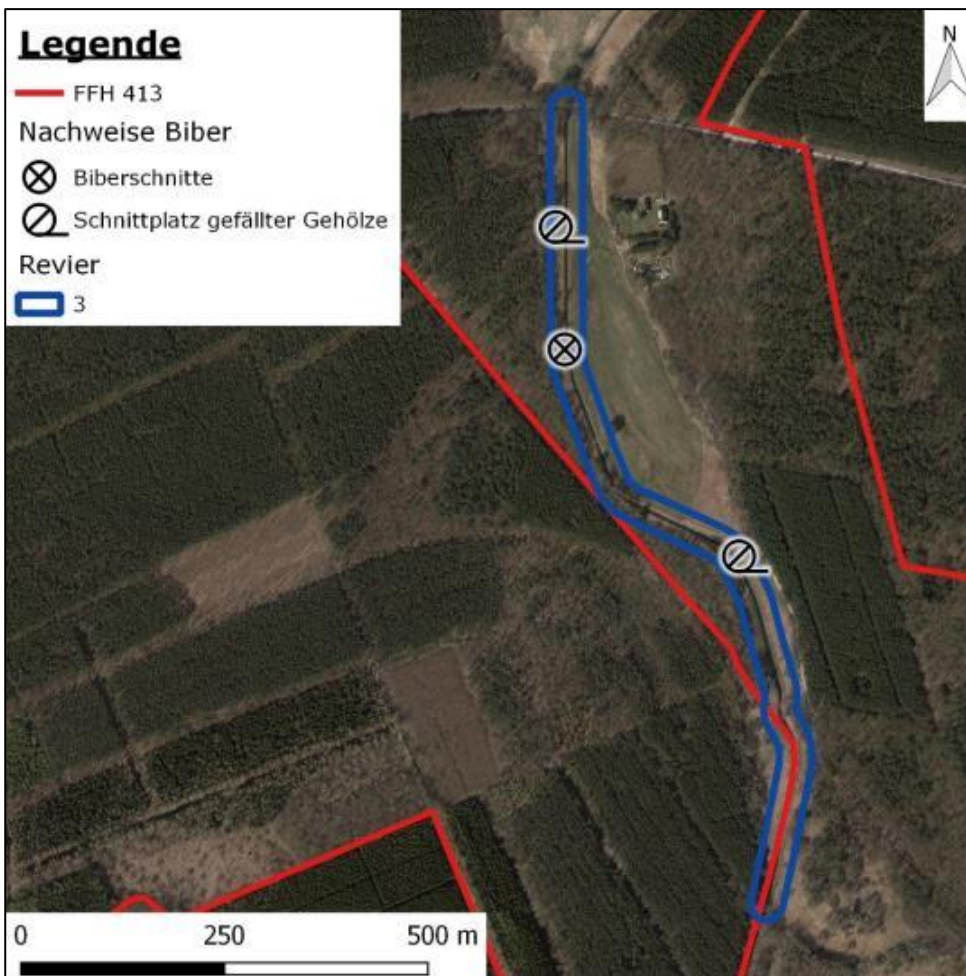 Legende
FFH 413
Nachweise Biber
Biberschnitte
Schnittplatz gefällter Gehölze
Revier
3
N
0 250 500 m